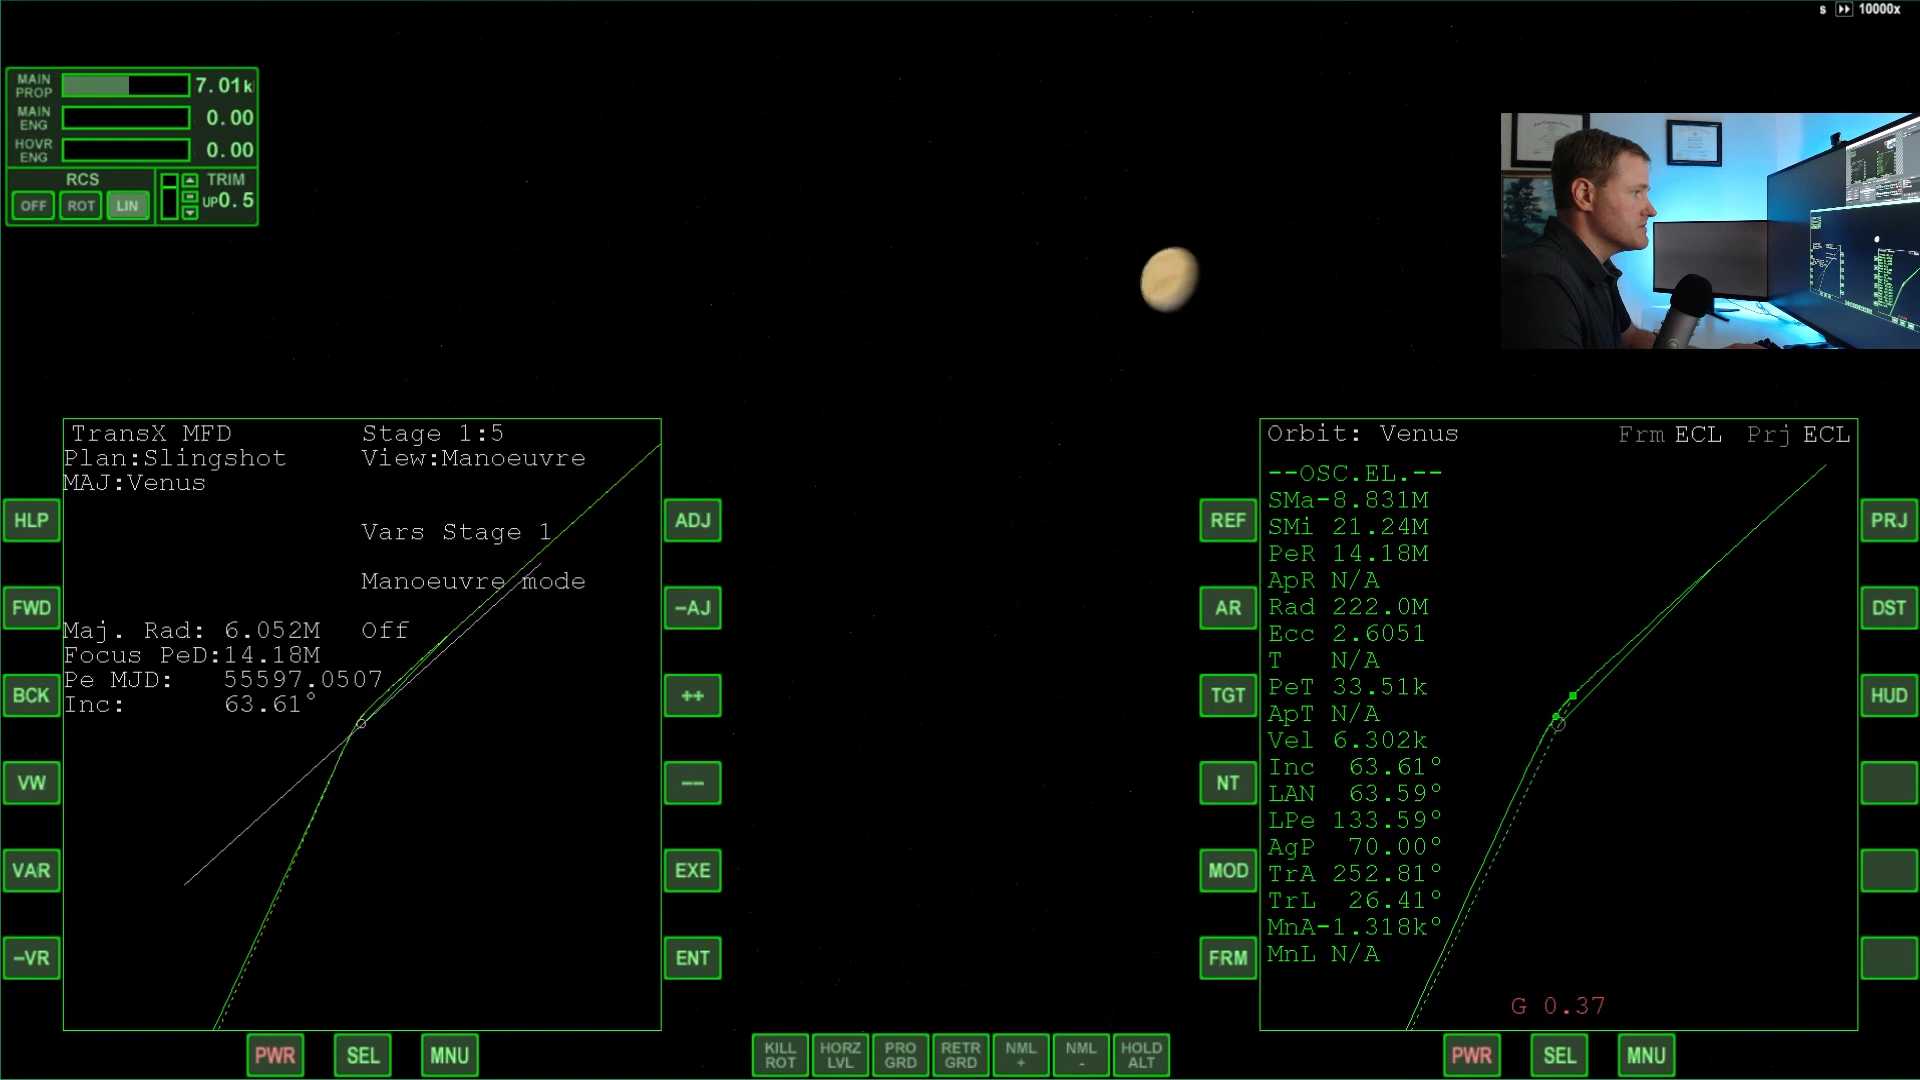 s 10000x
MAIN PROP 7.01k
MAIN ENG 0.00
HOVR ENG 0.00
RCS TRIM
OFF ROT LIN UP0.5
TransX MFD Stage 1:5
Plan:Slingshot View:Manoeuvre
MAJ:Venus
Vars Stage 1
Manoeuvre mode
Maj. Rad: 6.052M Off
Focus PeD:14.18M
Pe MJD: 55597.0507
Inc: 63.61°
HLP
FWD
BCK
VW
VAR
-VR
ADJ
-AJ
++
--
EXE
ENT
PWR SEL MNU
KILL ROT HORZ LVL PRO GRD RETR GRD NML + NML - HOLD ALT
Orbit: Venus Frm ECL Prj ECL
--OSC.EL.--
SMa-8.831M
SMi 21.24M
PeR 14.18M
ApR N/A
Rad 222.0M
Ecc 2.6051
T N/A
PeT 33.51k
ApT N/A
Vel 6.302k
Inc 63.61°
LAN 63.59°
LPe 133.59°
AgP 70.00°
TrA 252.81°
TrL 26.41°
MnA-1.318k°
MnL N/A
G 0.37
REF
AR
TGT
NT
MOD
FRM
PRJ
DST
HUD
PWR SEL MNU